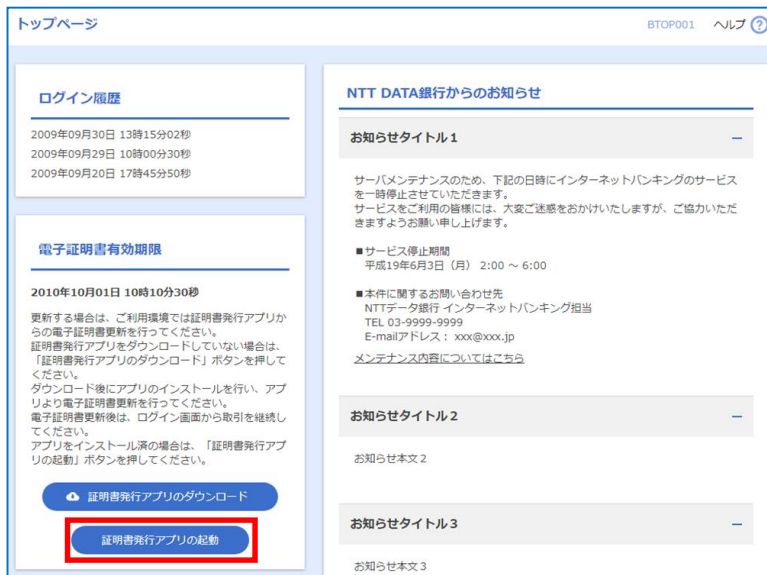 トップページ
BTOP001 ヘルプ ?
ログイン履歴
2009年09月30日 13時15分02秒
2009年09月29日 10時00分30秒
2009年09月20日 17時45分50秒
電子証明書有効期限
2010年10月01日 10時10分30秒
更新する場合は、ご利用環境では証明書発行アプリか
らの電子証明書更新を行ってください。
証明書発行アプリをダウンロードしていない場合は、
「証明書発行アプリのダウンロード」ボタンを押して
ください。
ダウンロード後にアプリのインストールを行い、アプ
リより電子証明書更新を行ってください。
電子証明書更新後は、ログイン画面から取引を継続し
てください。
アプリをインストール済の場合は、「証明書発行アプ
リの起動」ボタンを押してください。
証明書発行アプリのダウンロード
証明書発行アプリの起動
NTT DATA銀行からのお知らせ
お知らせタイトル1
サーバメンテナンスのため、下記の日時にインターネットバンキングのサービス
を一時停止させていただきます。
サービスをご利用の皆様には、大変ご迷惑をおかけいたしますが、ご協力いただ
きますようお願い申し上げます。
■サービス停止期間
平成19年6月3日（月） 2:00 ～ 6:00
■本件に関するお問い合わせ先
NTTデータ銀行 インターネットバンキング担当
TEL 03-9999-9999
E-mailアドレス： xxx@xxx.jp
メンテナンス内容についてはこちら
お知らせタイトル2
お知らせ本文2
お知らせタイトル3
お知らせ本文3